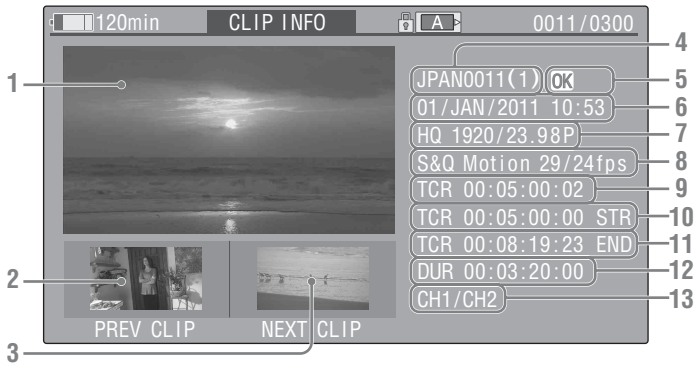 120min CLIP INFO A 0011/0300
1
2
3
4
5
6
7
8
9
10
11
12
13
JPAN0011(1) OK
01/JAN/2011 10:53
HQ 1920/23.98P
S&Q Motion 29/24fps
TCR 00:05:00:02
TCR 00:05:00:00 STR
TCR 00:08:19:23 END
DUR 00:03:20:00
CH1/CH2
PREV CLIP NEXT CLIP